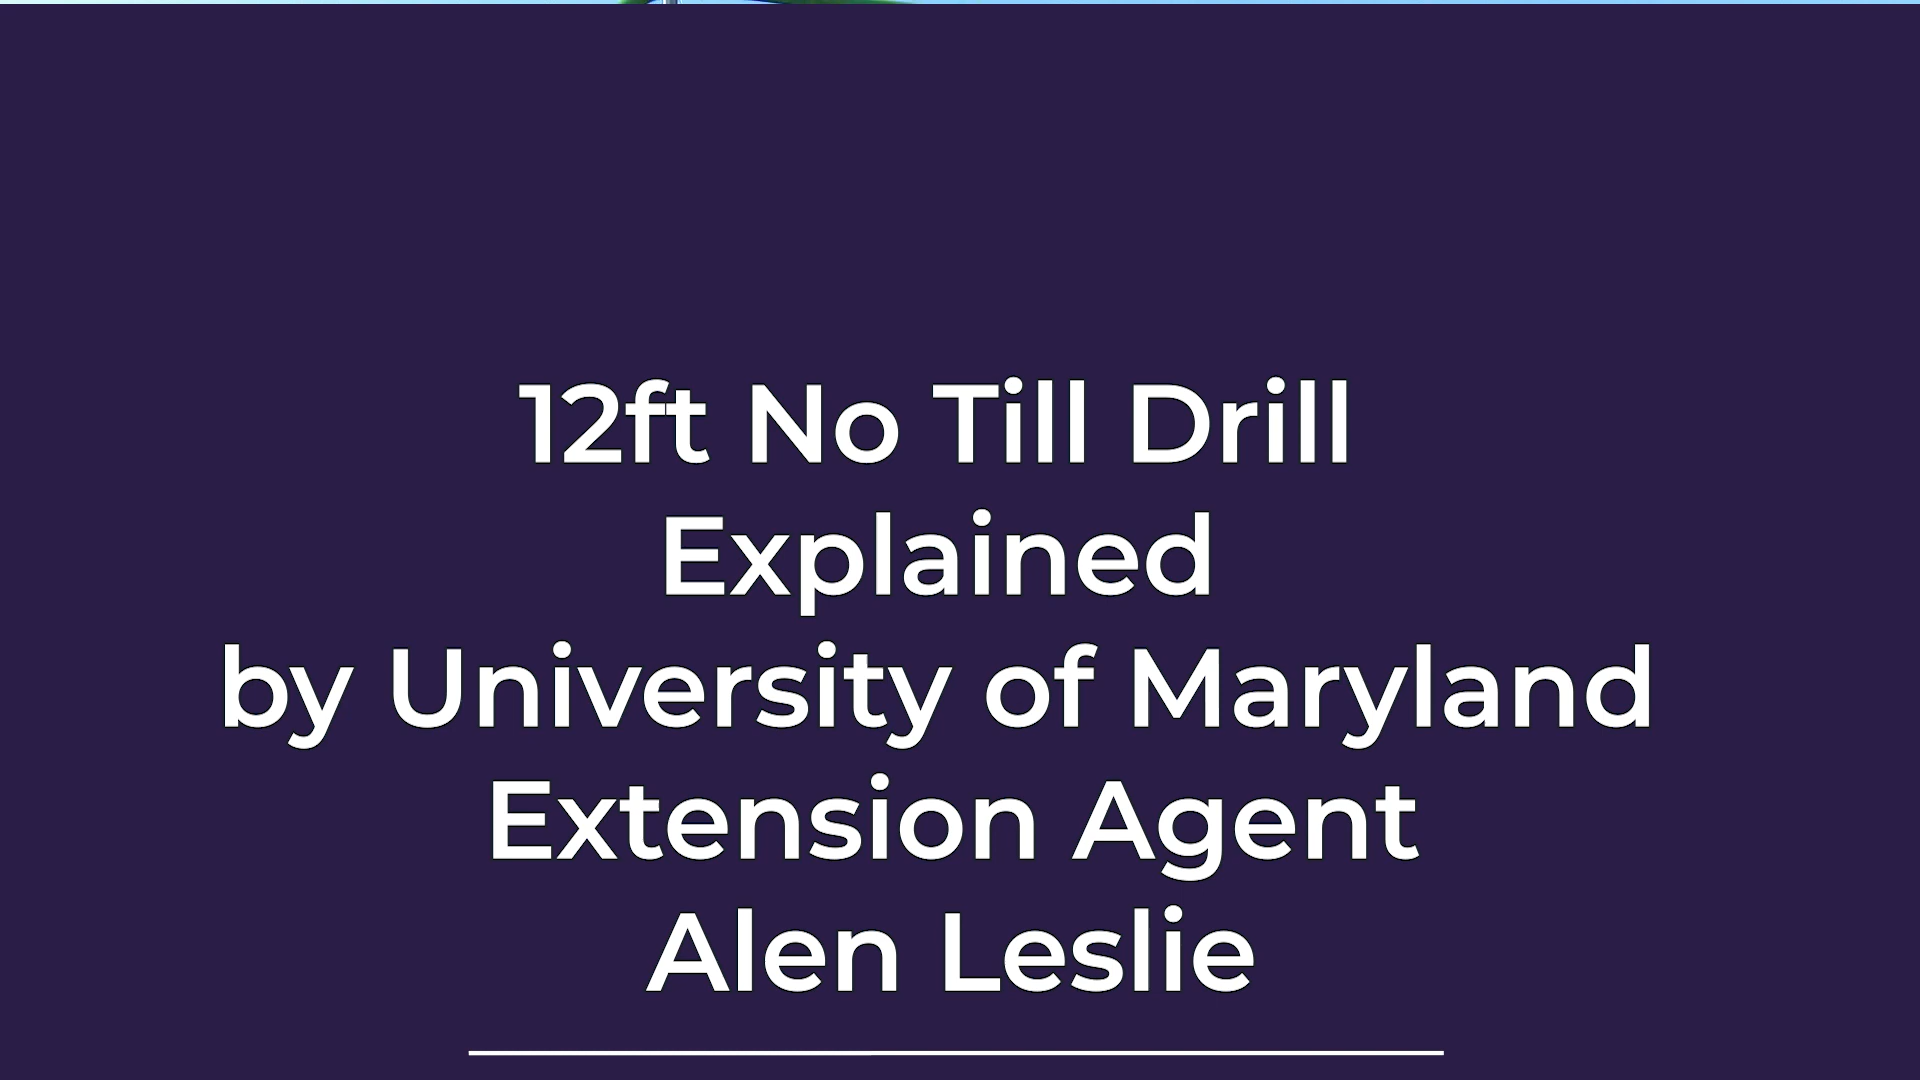 12ft No Till Drill
Explained
by University of Maryland
Extension Agent
Alen Leslie